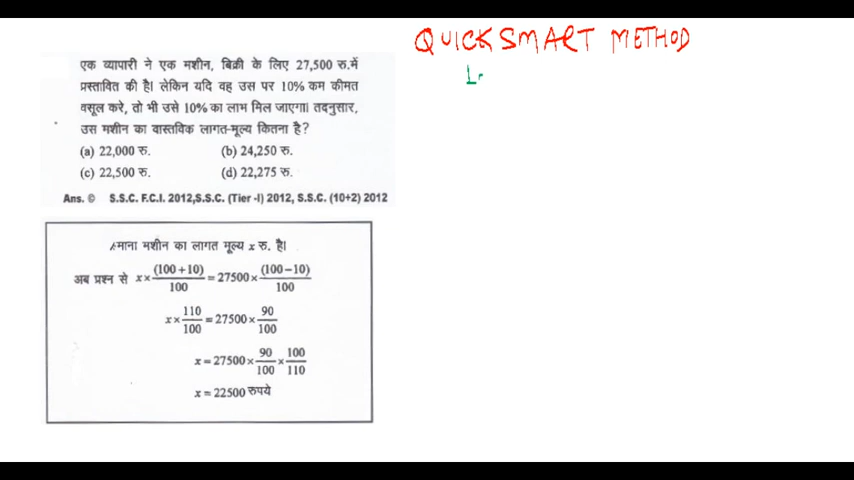 QUICK SMART METHOD
1.
एक व्यापारी ने एक मशीन, बिक्री के लिए 27,500 रु.में
प्रस्तावित की है। लेकिन यदि वह उस पर 10% कम कीमत
वसूल करे, तो भी उसे 10% का लाभ मिल जाएगा। तदनुसार,
उस मशीन का वास्तविक लागत-मूल्य कितना है?
(a) 22,000 रु. (b) 24,250 रु.
(c) 22,500 रु. (d) 22,275 रु.
Ans. © S.S.C. F.C.I. 2012,S.S.C. (Tier -I) 2012, S.S.C. (10+2) 2012
माना मशीन का लागत मूल्य x रु. है।
अब प्रश्न से x × (100+10)/100 = 27500 × (100−10)/100
x × 110/100 = 27500 × 90/100
x = 27500 × 90/100 × 100/110
x = 22500 रुपये